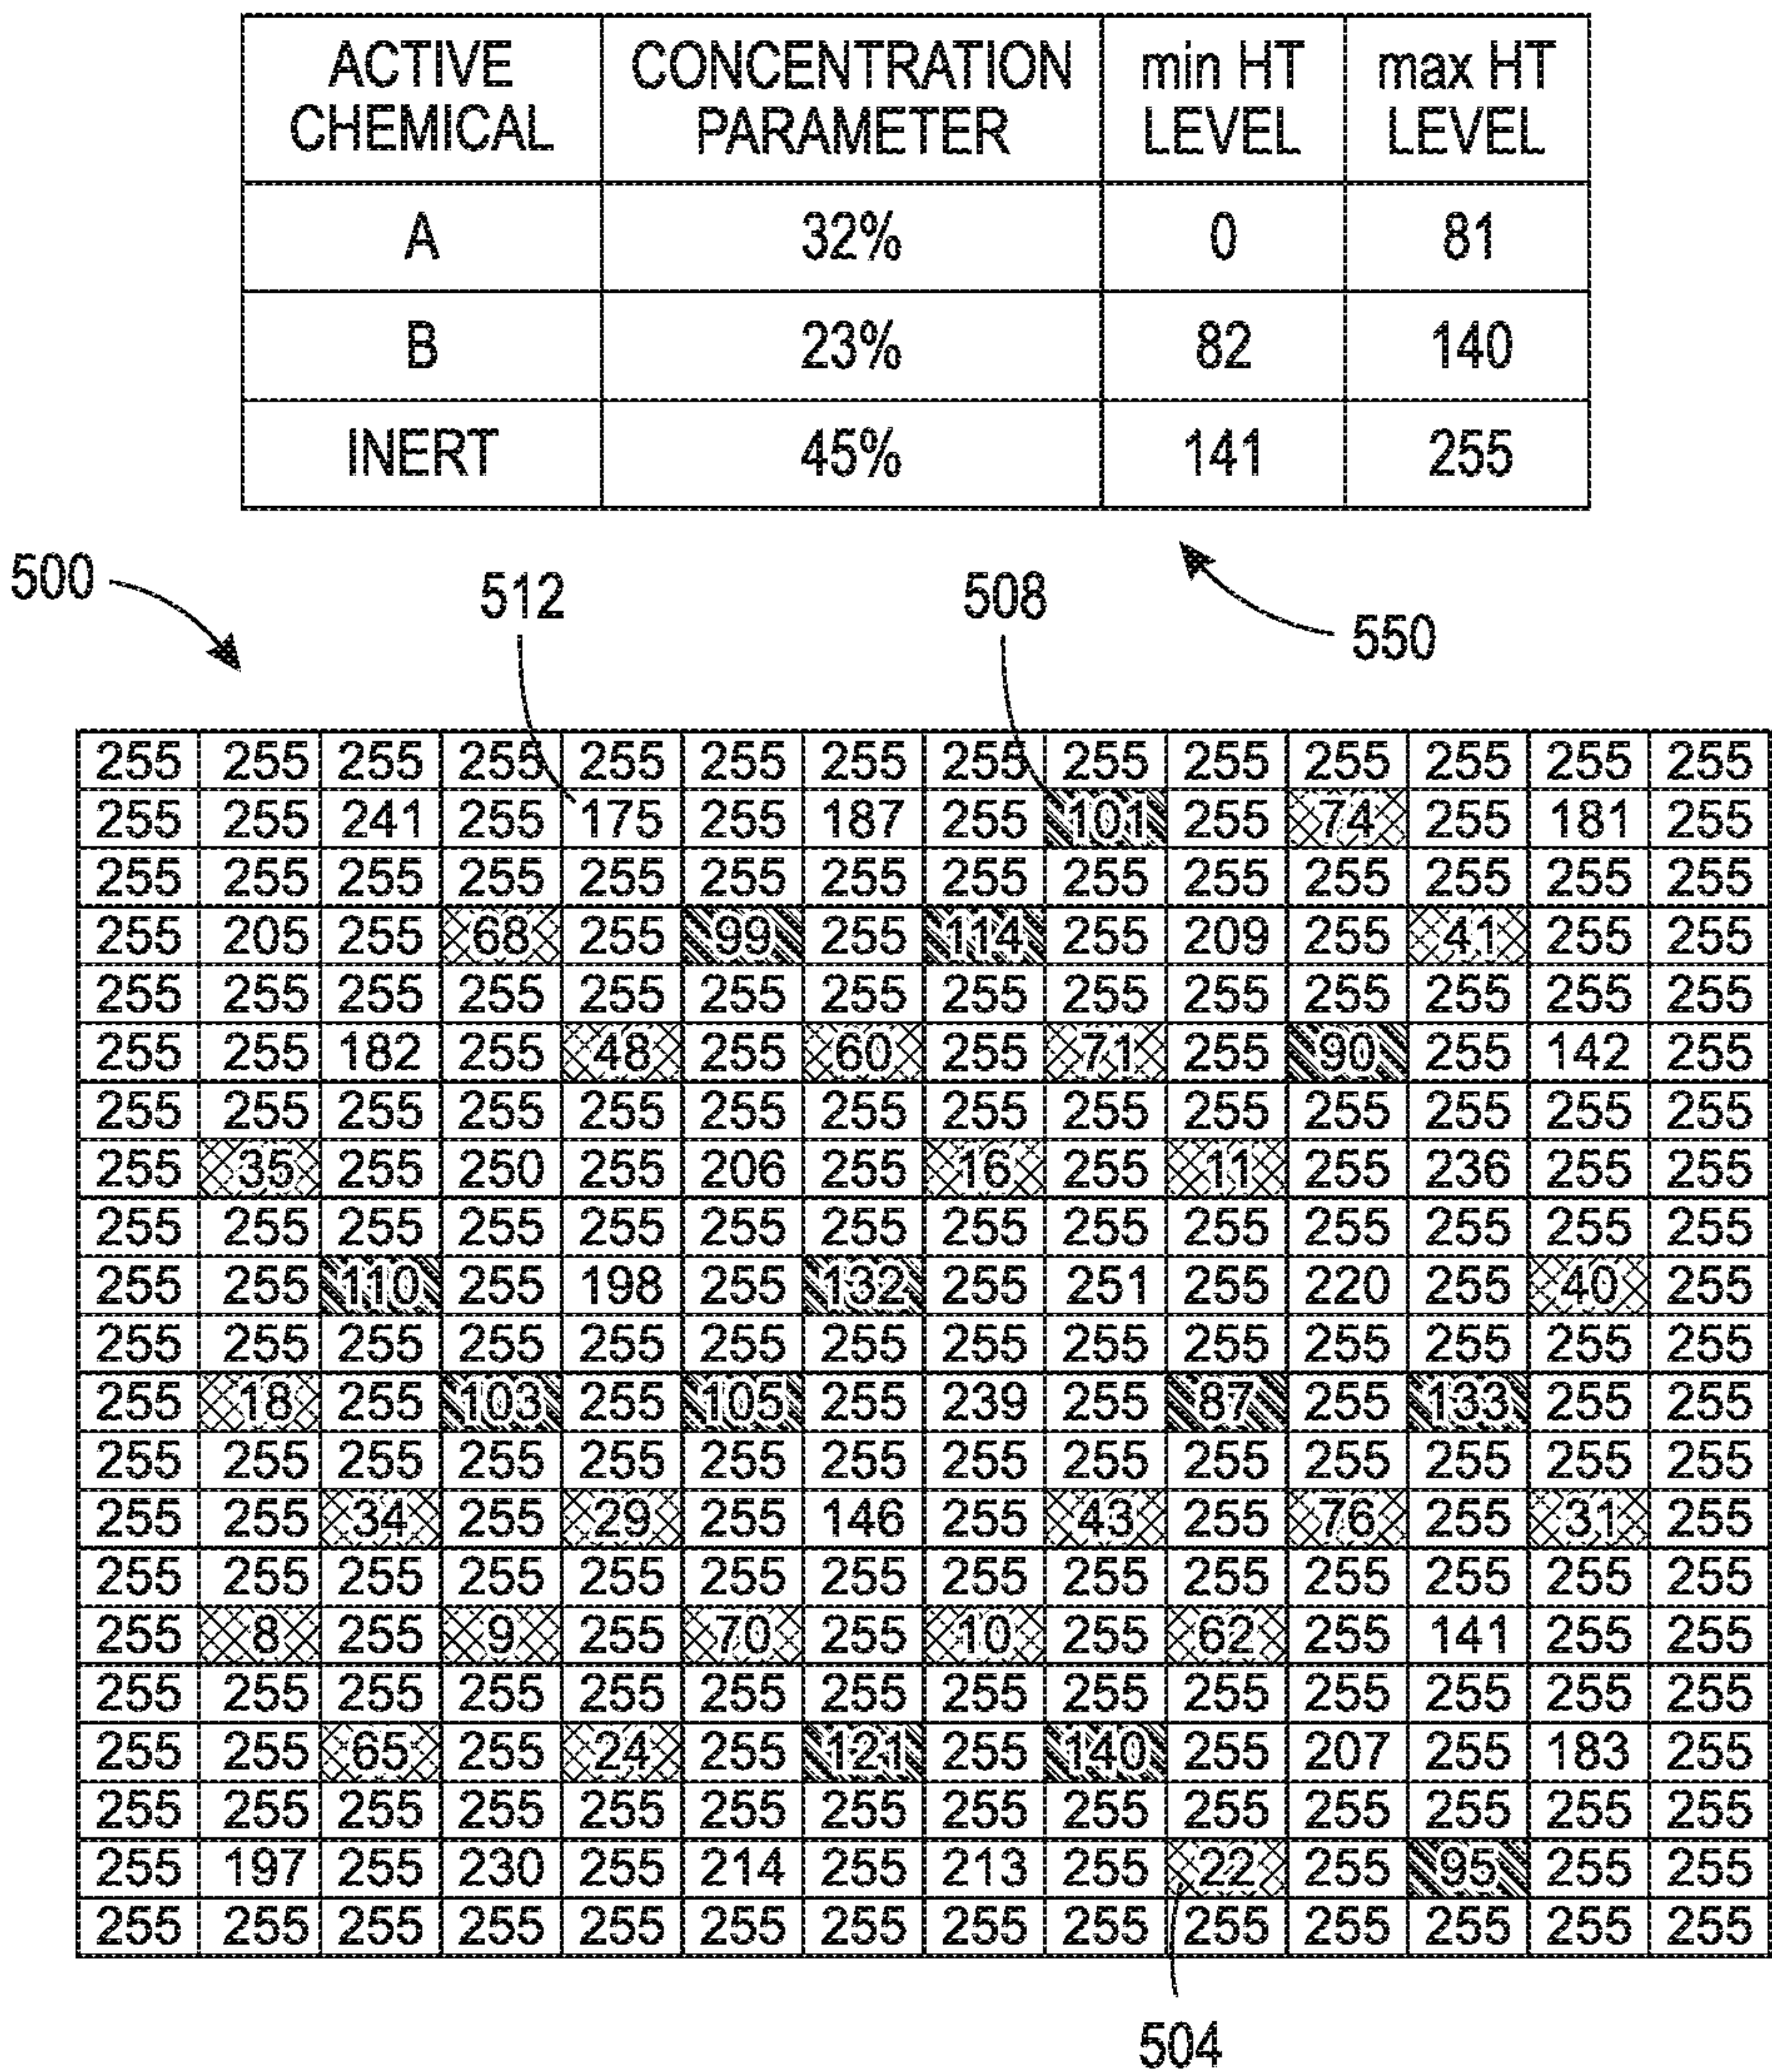 ACTIVE CHEMICAL CONCENTRATION PARAMETER min HT LEVEL max HT LEVEL
A 32% 0 81
B 23% 82 140
INERT 45% 141 255
500 512 508 550
255 255 255 255 255 255 255 255 255 255 255 255 255 255
255 255 241 255 175 255 187 255 101 255 74 255 181 255
255 255 255 255 255 255 255 255 255 255 255 255 255 255
255 205 255 68 255 99 255 114 255 209 255 41 255 255
255 255 255 255 255 255 255 255 255 255 255 255 255 255
255 255 182 255 48 255 60 255 71 255 90 255 142 255
255 255 255 255 255 255 255 255 255 255 255 255 255 255
255 35 255 250 255 206 255 16 255 11 255 236 255 255
255 255 255 255 255 255 255 255 255 255 255 255 255 255
255 255 110 255 198 255 132 255 251 255 220 255 40 255
255 255 255 255 255 255 255 255 255 255 255 255 255 255
255 18 255 103 255 105 255 239 255 87 255 133 255 255
255 255 255 255 255 255 255 255 255 255 255 255 255 255
255 255 34 255 29 255 146 255 43 255 76 255 31 255
255 255 255 255 255 255 255 255 255 255 255 255 255 255
255 8 255 9 255 70 255 10 255 62 255 141 255 255
255 255 255 255 255 255 255 255 255 255 255 255 255 255
255 255 65 255 24 255 121 255 140 255 207 255 183 255
255 255 255 255 255 255 255 255 255 255 255 255 255 255
255 197 255 230 255 214 255 213 255 22 255 95 255 255
255 255 255 255 255 255 255 255 255 255 255 255 255 255
504